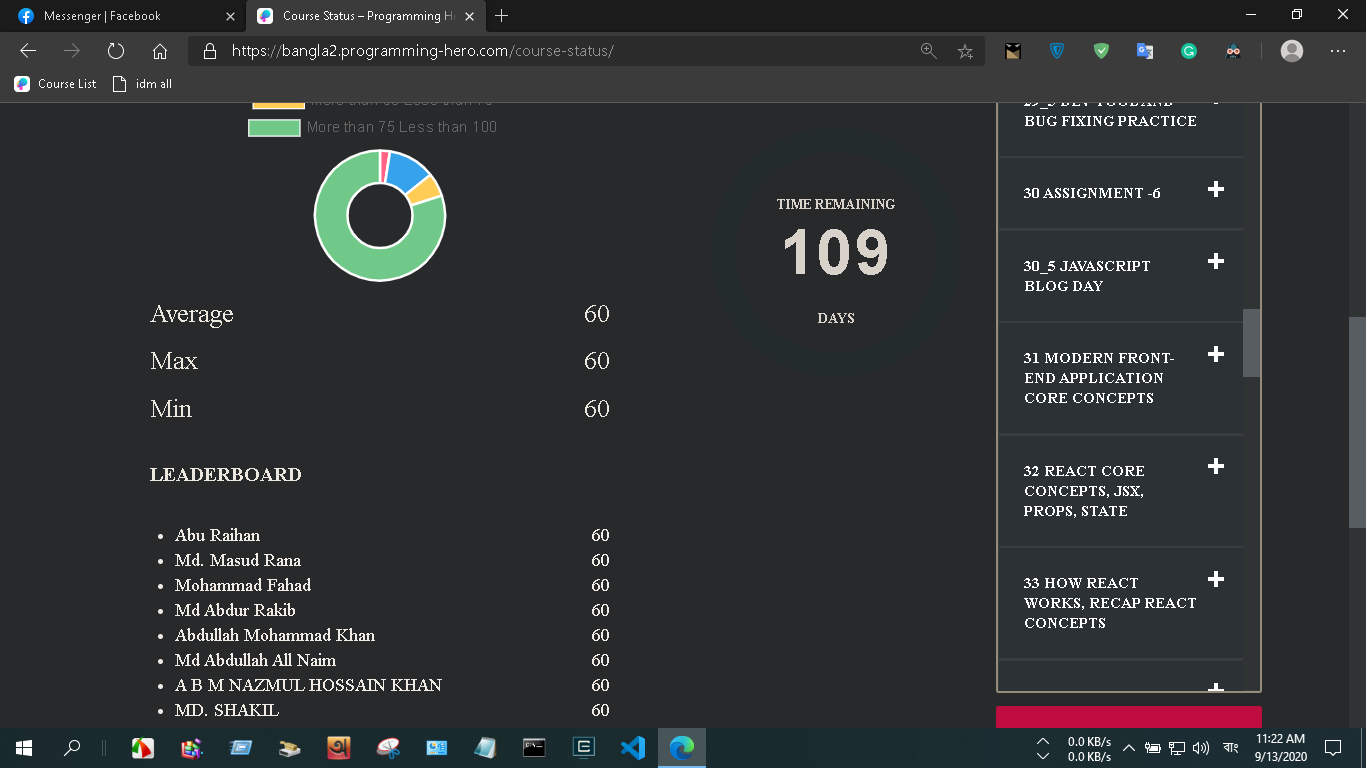 Messenger | Facebook
Course Status – Programming He
https://bangla2.programming-hero.com/course-status/
Course List
idm all
More than 75 Less than 100
Average 60
Max 60
Min 60
LEADERBOARD
Abu Raihan 60
Md. Masud Rana 60
Mohammad Fahad 60
Md Abdur Rakib 60
Abdullah Mohammad Khan 60
Md Abdullah All Naim 60
A B M NAZMUL HOSSAIN KHAN 60
MD. SHAKIL 60
TIME REMAINING
109
DAYS
BUG FIXING PRACTICE
30 ASSIGNMENT -6
30_5 JAVASCRIPT
BLOG DAY
31 MODERN FRONT-
END APPLICATION
CORE CONCEPTS
32 REACT CORE
CONCEPTS, JSX,
PROPS, STATE
33 HOW REACT
WORKS, RECAP REACT
CONCEPTS
0.0 KB/s
0.0 KB/s
বাং
11:22 AM
9/13/2020